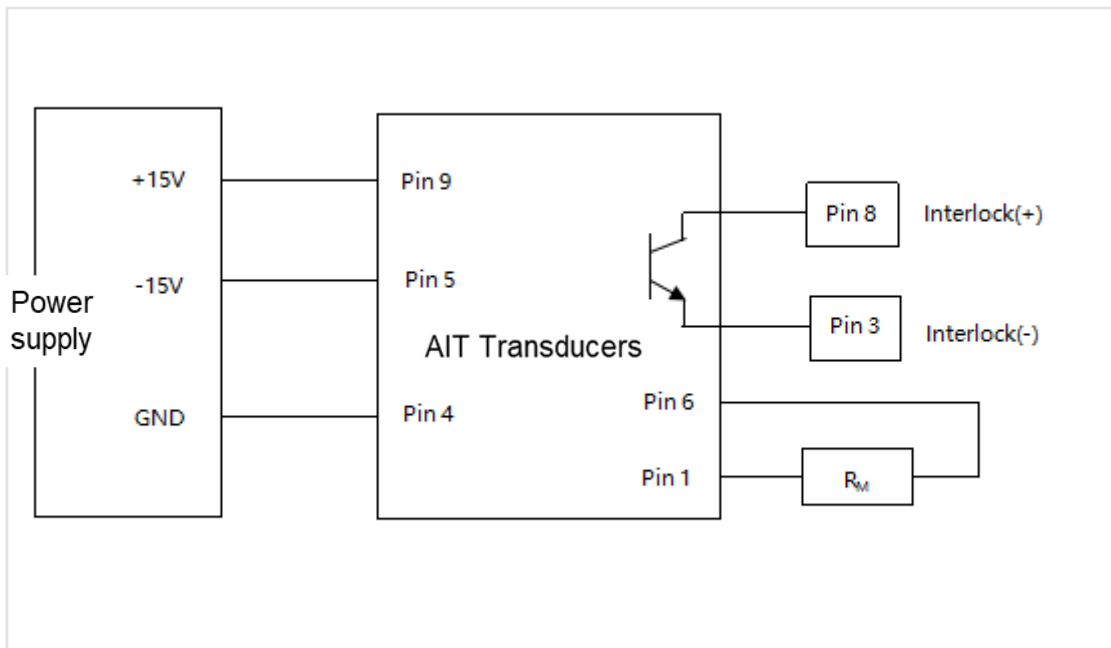 +15V
Pin 9
Pin 8
Interlock(+)
-15V
Pin 5
Power
supply
Pin 3
Interlock(-)
AIT Transducers
GND
Pin 4
Pin 6
Pin 1
RM